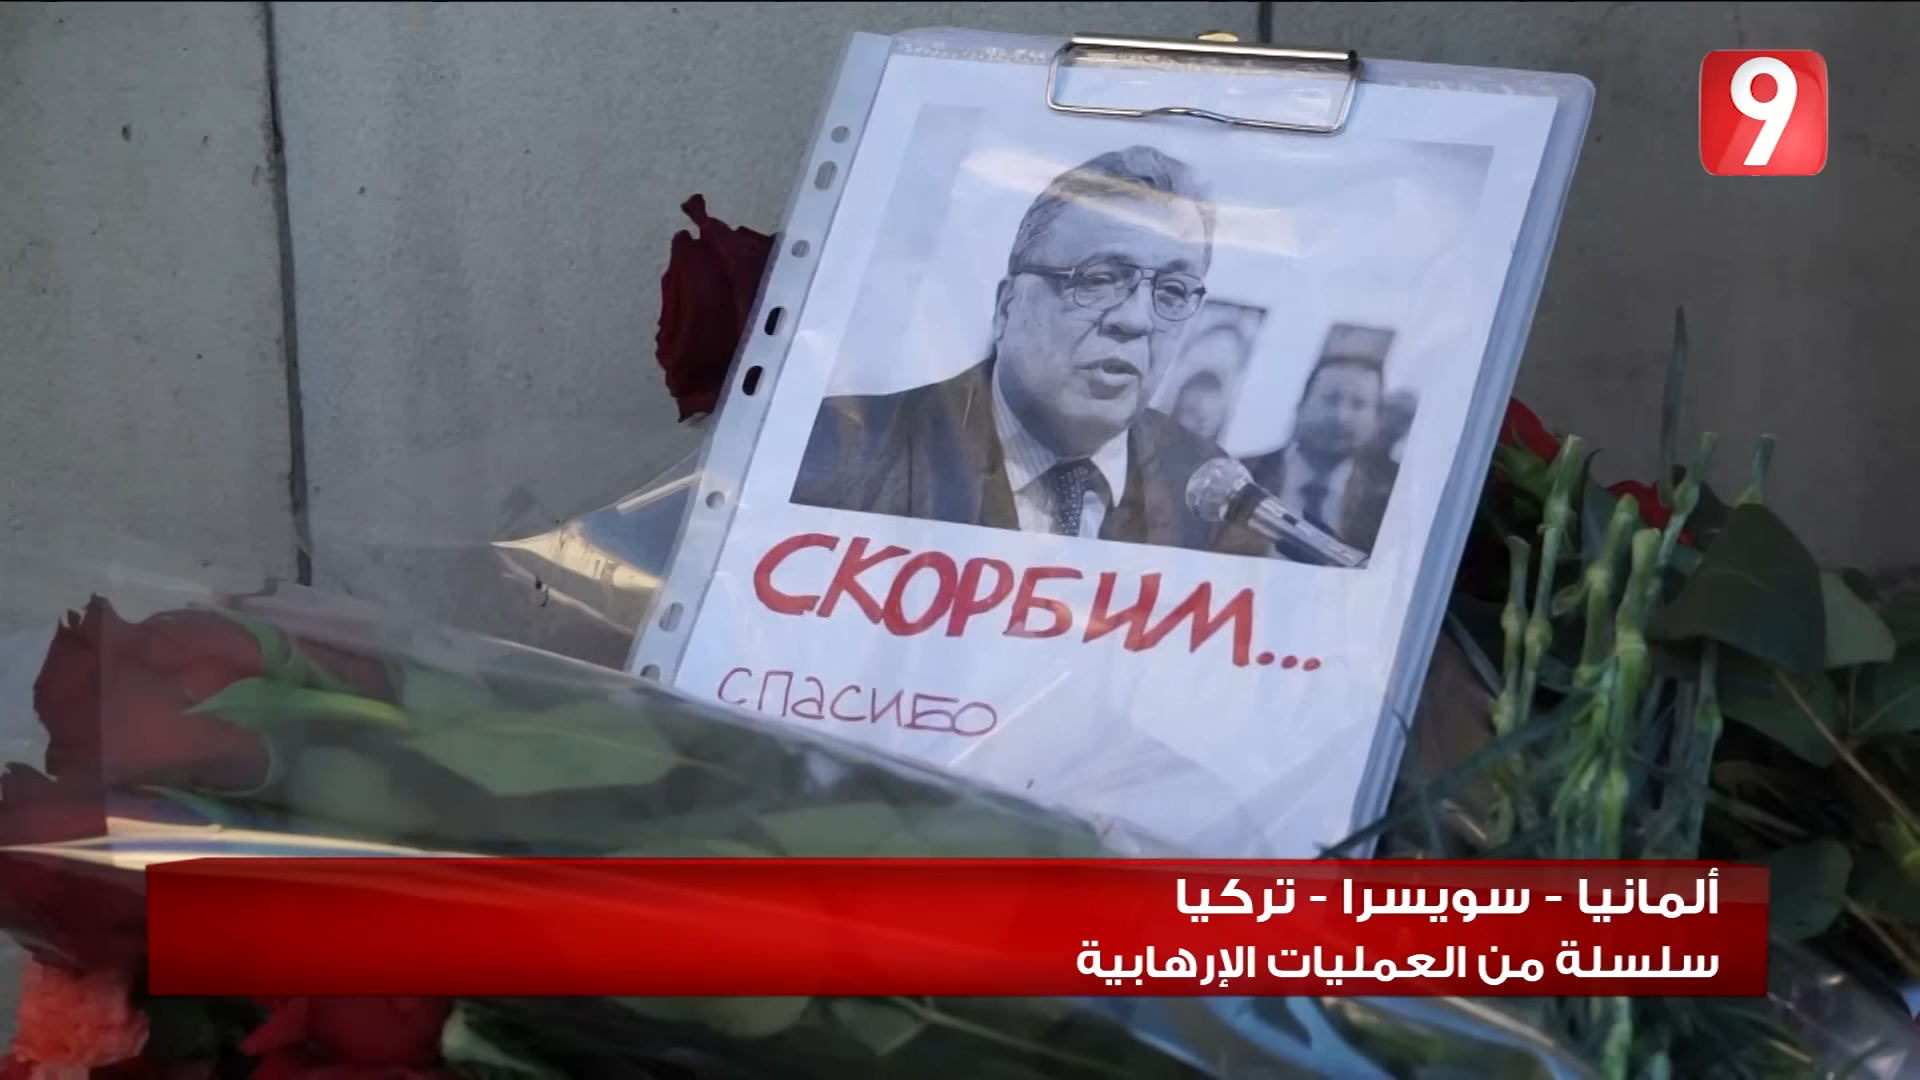 9
СКОРБИМ...
спасибо
ألمانيا - سويسرا - تركيا
سلسلة من العمليات الإرهابية